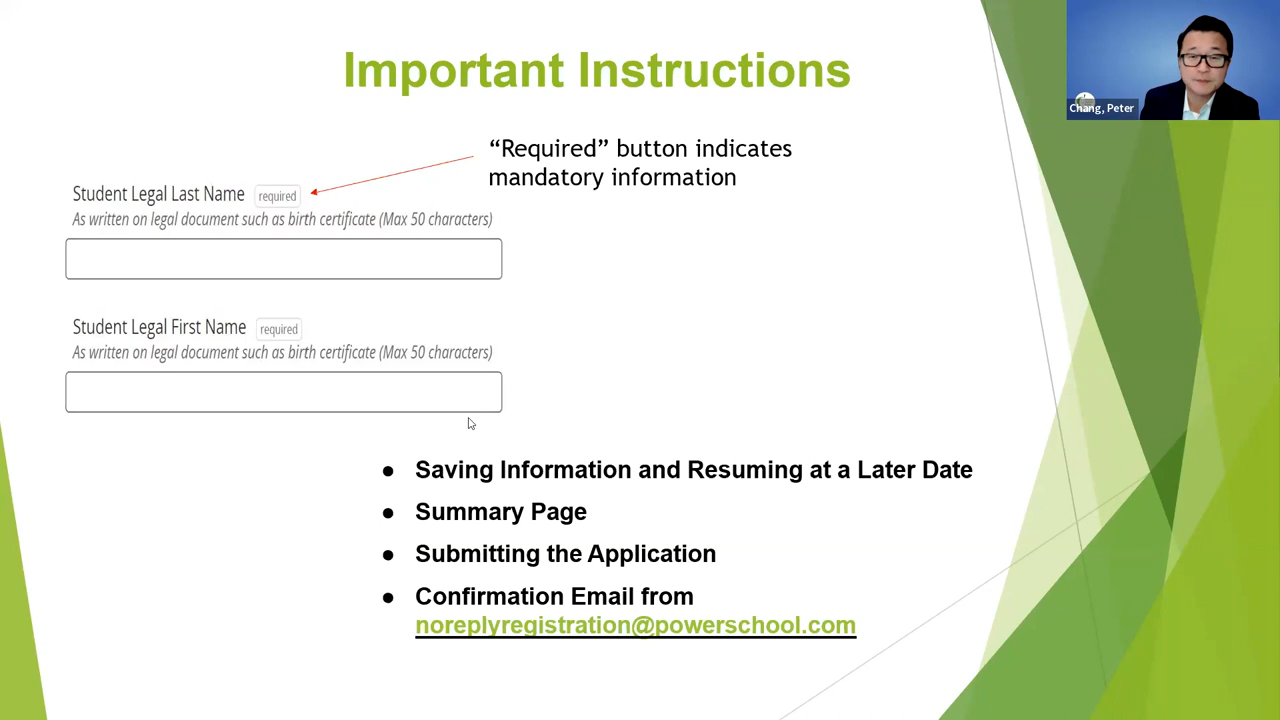 Important Instructions
Chang, Peter
“Required” button indicates
mandatory information
Student Legal Last Name required
As written on legal document such as birth certificate (Max 50 characters)
Student Legal First Name required
As written on legal document such as birth certificate (Max 50 characters)
● Saving Information and Resuming at a Later Date
● Summary Page
● Submitting the Application
● Confirmation Email from
noreplyregistration@powerschool.com